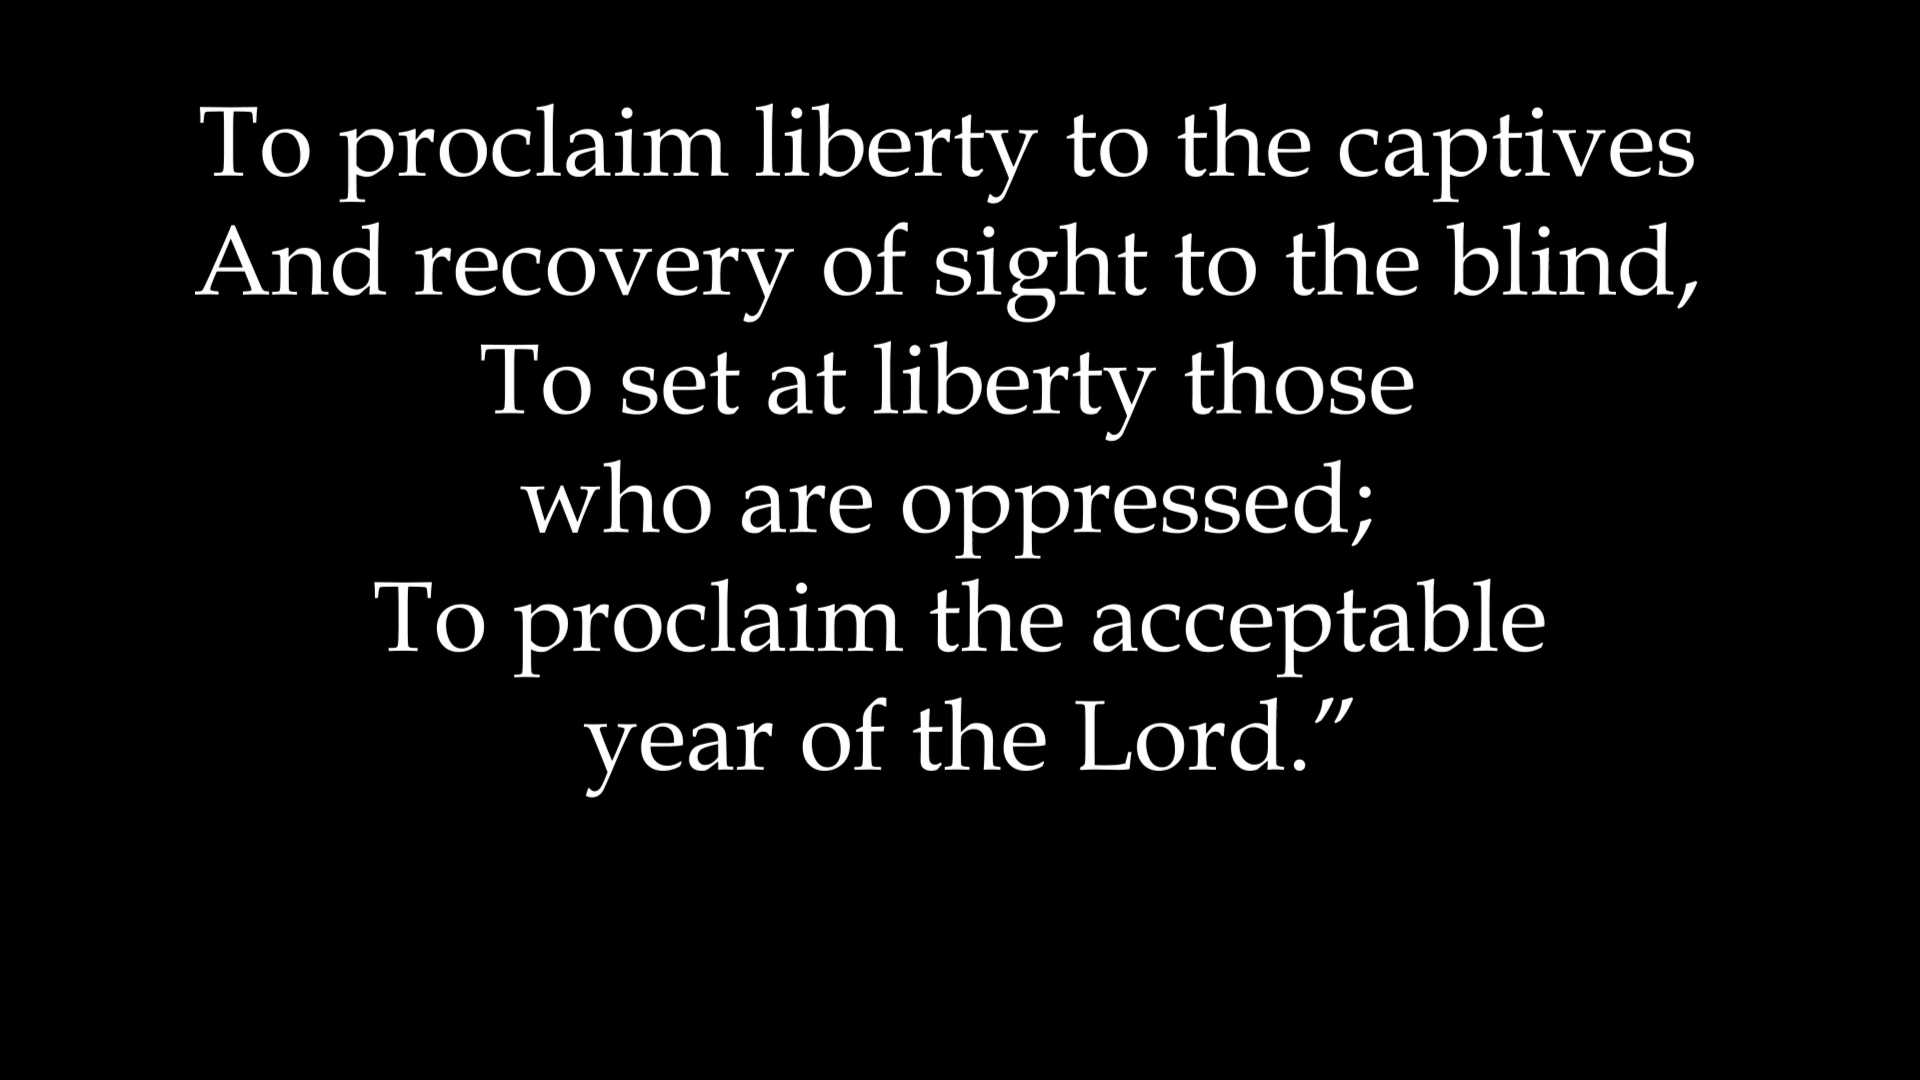 To proclaim liberty to the captives
And recovery of sight to the blind,
To set at liberty those
who are oppressed;
To proclaim the acceptable
year of the Lord.”